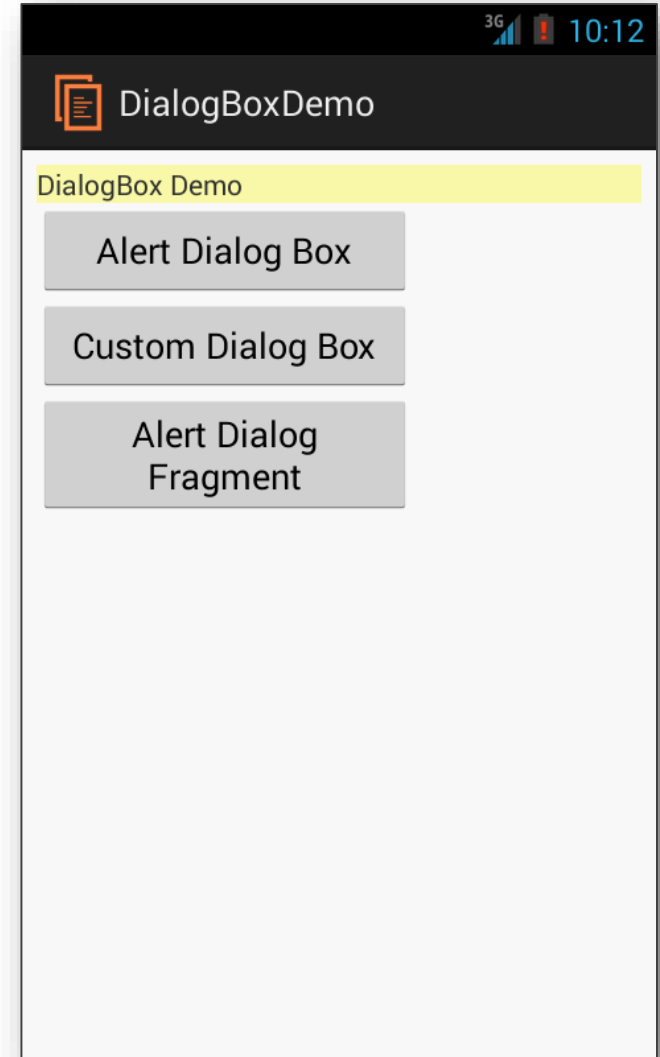 3G 10:12
DialogBoxDemo
DialogBox Demo
Alert Dialog Box
Custom Dialog Box
Alert Dialog
Fragment